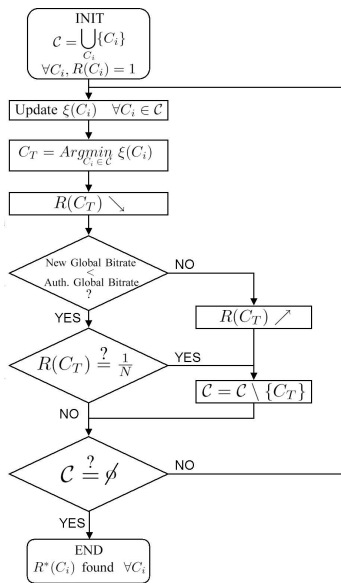 INIT
𝒞 = ⋃{C_i}
C_i
∀C_i, R(C_i) = 1
Update ξ(C_i) ∀C_i ∈ 𝒞
C_T = Argmin ξ(C_i)
C_i ∈ 𝒞
R(C_T) ↘
New Global Bitrate
<
Auth. Global Bitrate
?
NO
YES
R(C_T) ↗
R(C_T) ≟ 1/N
YES
NO
𝒞 = 𝒞 \ {C_T}
𝒞 ≟ ∅
NO
YES
END
R*(C_i) found ∀C_i